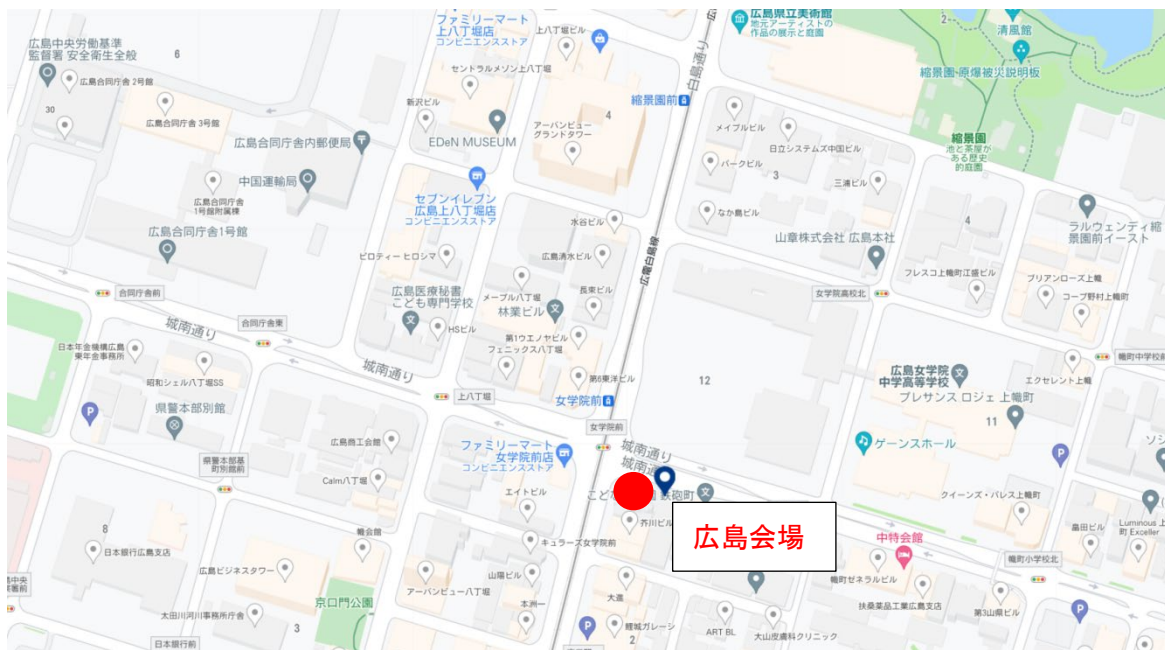 ファミリーマート
上八丁堀店
コンビニエンスストア
上八丁堀ビル
白島通り
広島県立美術館
地元アーティストの
作品の展示と庭園
2
清風館
縮景園·原爆被災説明板
広島中央労働基準
監督署 安全衛生全般
6
広島合同庁舎 2号館
30
広島合同庁舎 3号館
セントラルメゾン上八丁堀
新沢ビル
EDeN MUSEUM
4
アーバンビュー
グランドタワー
縮景園前
メイプルビル
日立システムズ中国ビル
パークビル
3
三浦ビル
縮景園
池と茶屋が
ある歴史
的庭園
広島合同庁舎内郵便局
中国運輸局
広島合同庁舎
1号館附属棟
セブンイレブン
広島上八丁堀店
コンビニエンスストア
水谷ビル
なか島ビル
4
ラルウェンディ縮
景園前イースト
広島合同庁舎1号館
ピロティー ヒロシマ
広島清水ビル
広電白島線
山章株式会社 広島本社
フレスコ上幟町江盛ビル
ブリアンローズ上幟
コープ野村上幟町
合同庁舎前
広島医療秘書
こども専門学校
メープル八丁堀
長東ビル
林業ビル
女学院高校北
城南通り
合同庁舎東
HSビル
第1ウエノヤビル
フェニックス八丁堀
日本年金機構広島
東年金事務所
昭和シェル八丁堀SS
城南通り
第6東洋ビル
12
広島女学院
中学高等学校
エクセレント上幟
プレサンス ロジェ 上幟町
11
P
県警本部別館
上八丁堀
女学院前
女学院前
ファミリーマート
女学院前店
コンビニエンスストア
城南通り
ゲーンスホール
P
広島商工会館
県警本部基
町別館前
Calm八丁堀
エイトビル
鉄砲町
クイーンズ・パレス上幟町
芥川ビル
広島会場
8
日本銀行広島支店
キュラーズ女学院前
中特会館
畠田ビル
Luminous 上
町 Exceller
幟町小学校北
広島ビジネスタワー
山陽ビル
幟町ゼネラルビル
アーバンビュー八丁堀
大進
扶桑薬品工業広島支店
第3山県ビル
P
京口門公園
太田川河川事務所庁舎
3
本洲一
P
鯉城ガレーシ
2
ART BL
大山皮膚科クリニック
日本銀行前